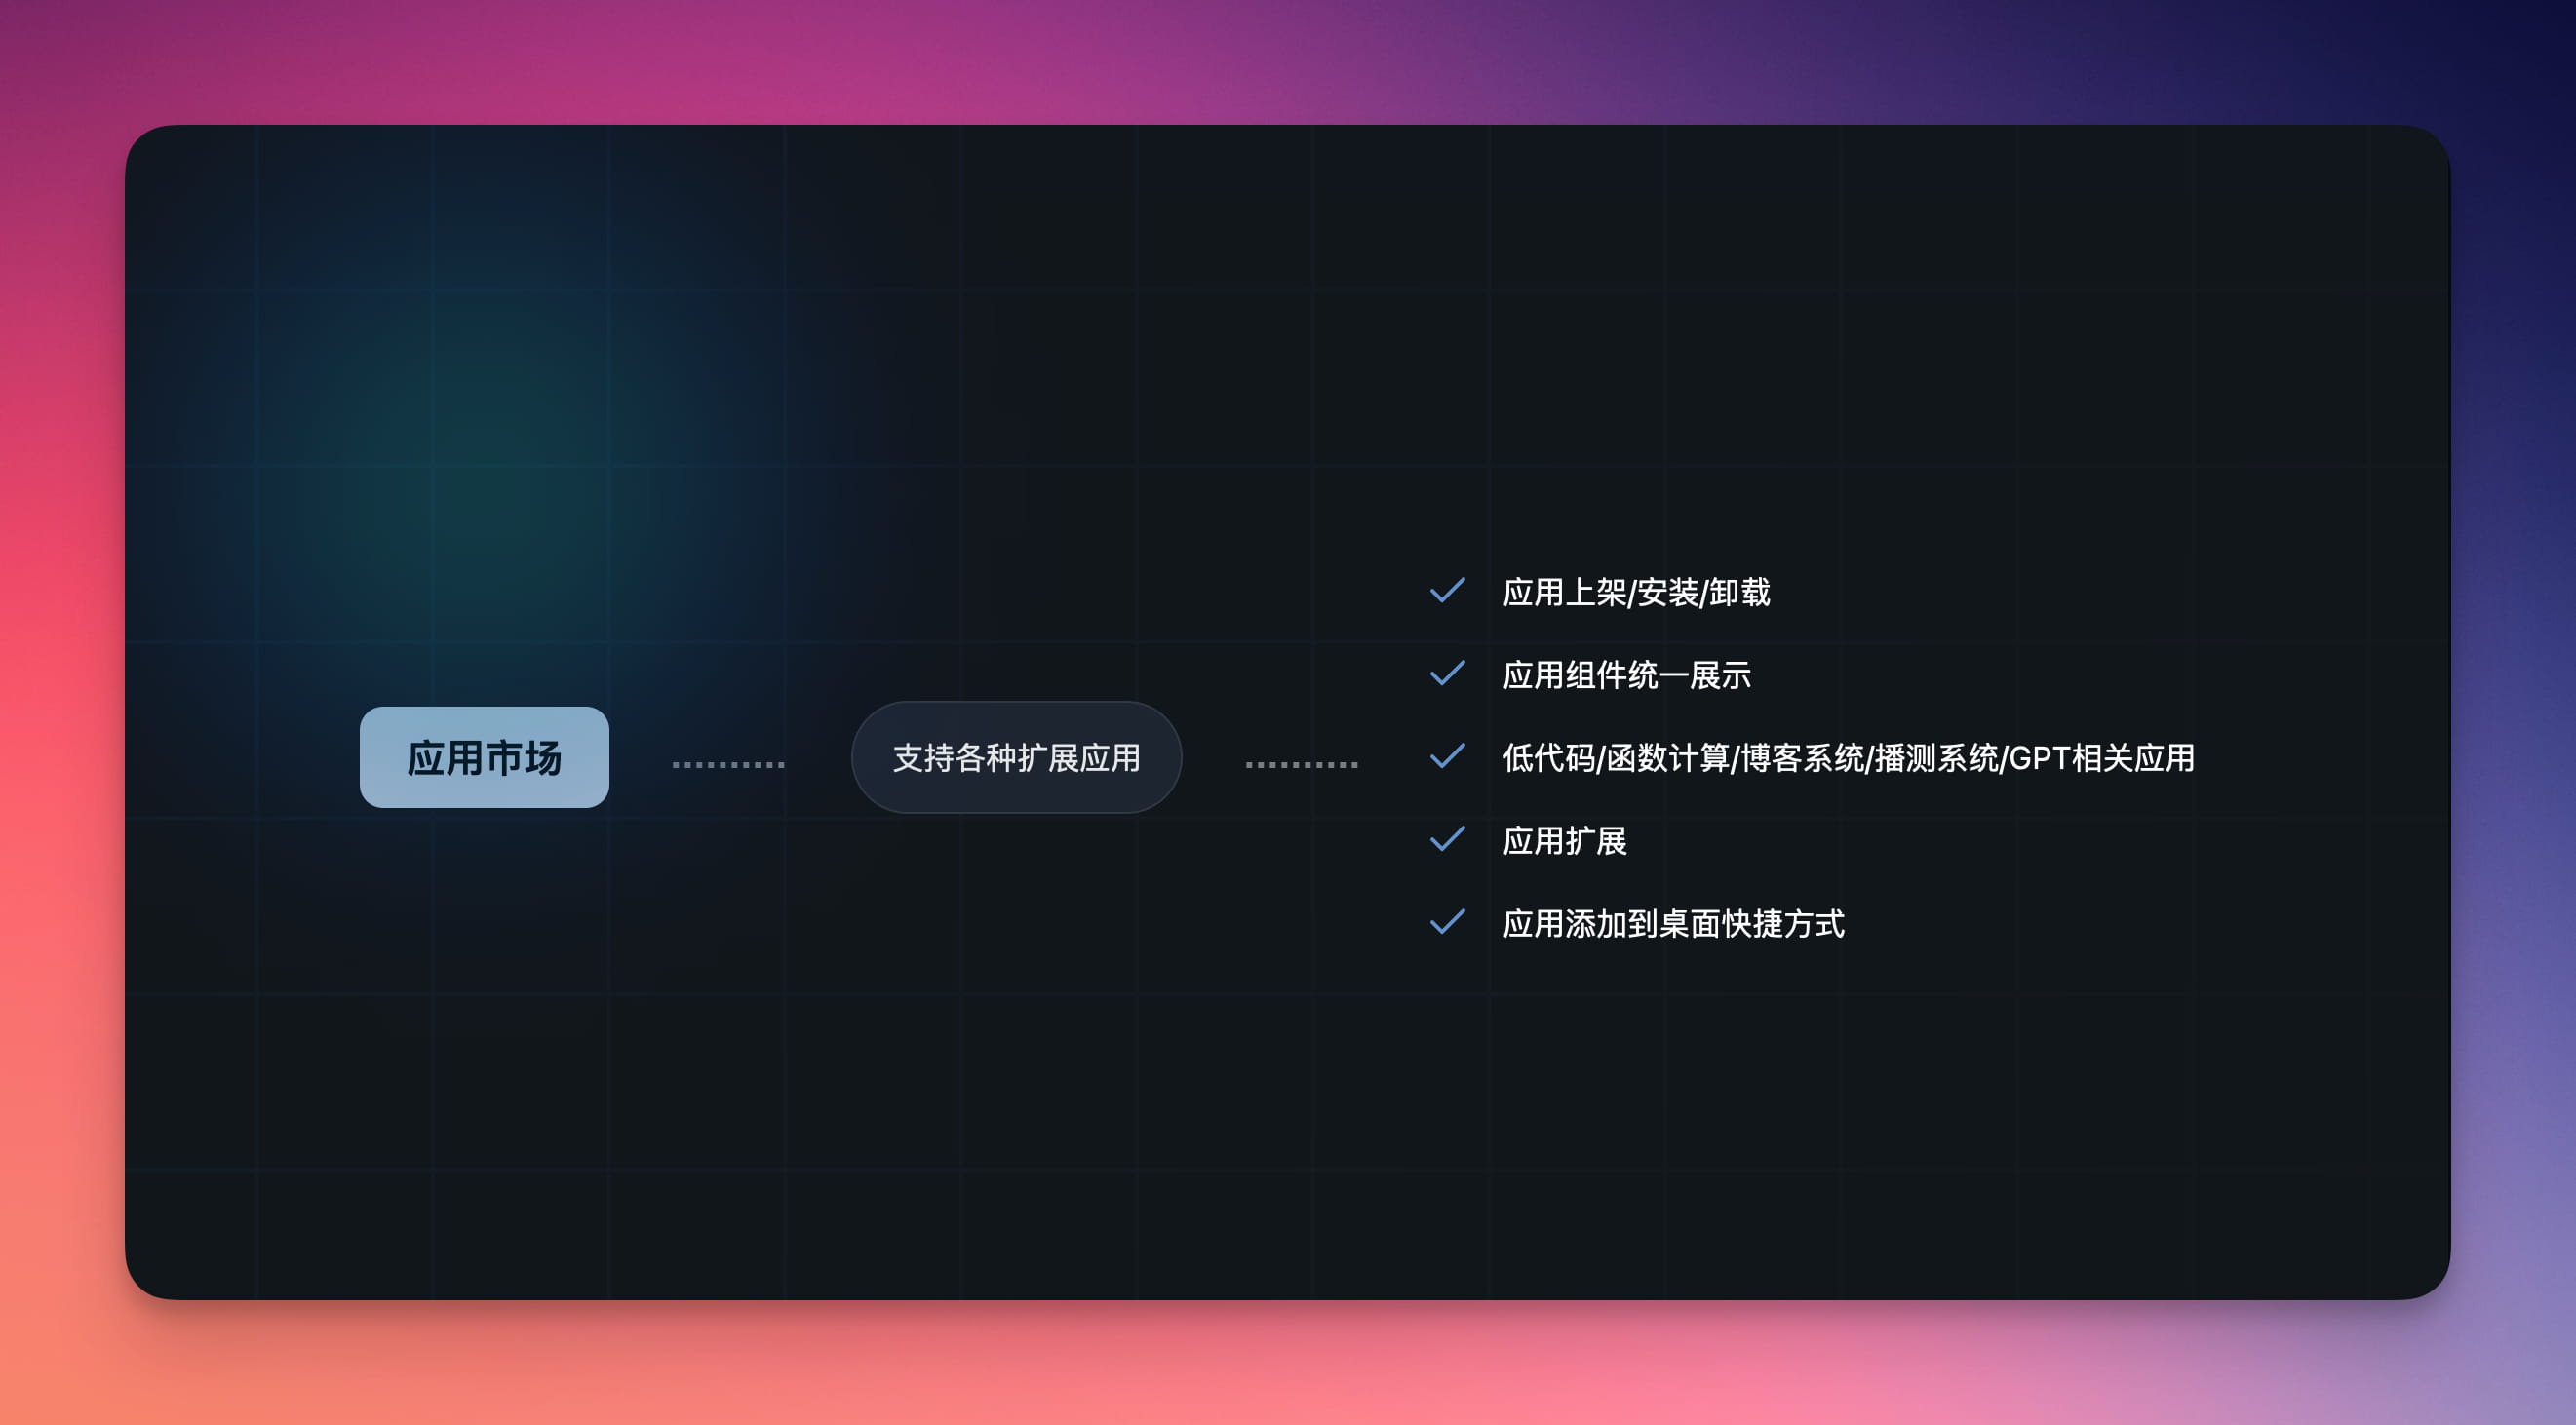 应用市场
支持各种扩展应用
应用上架/安装/卸载
应用组件统一展示
低代码/函数计算/博客系统/播测系统/GPT相关应用
应用扩展
应用添加到桌面快捷方式